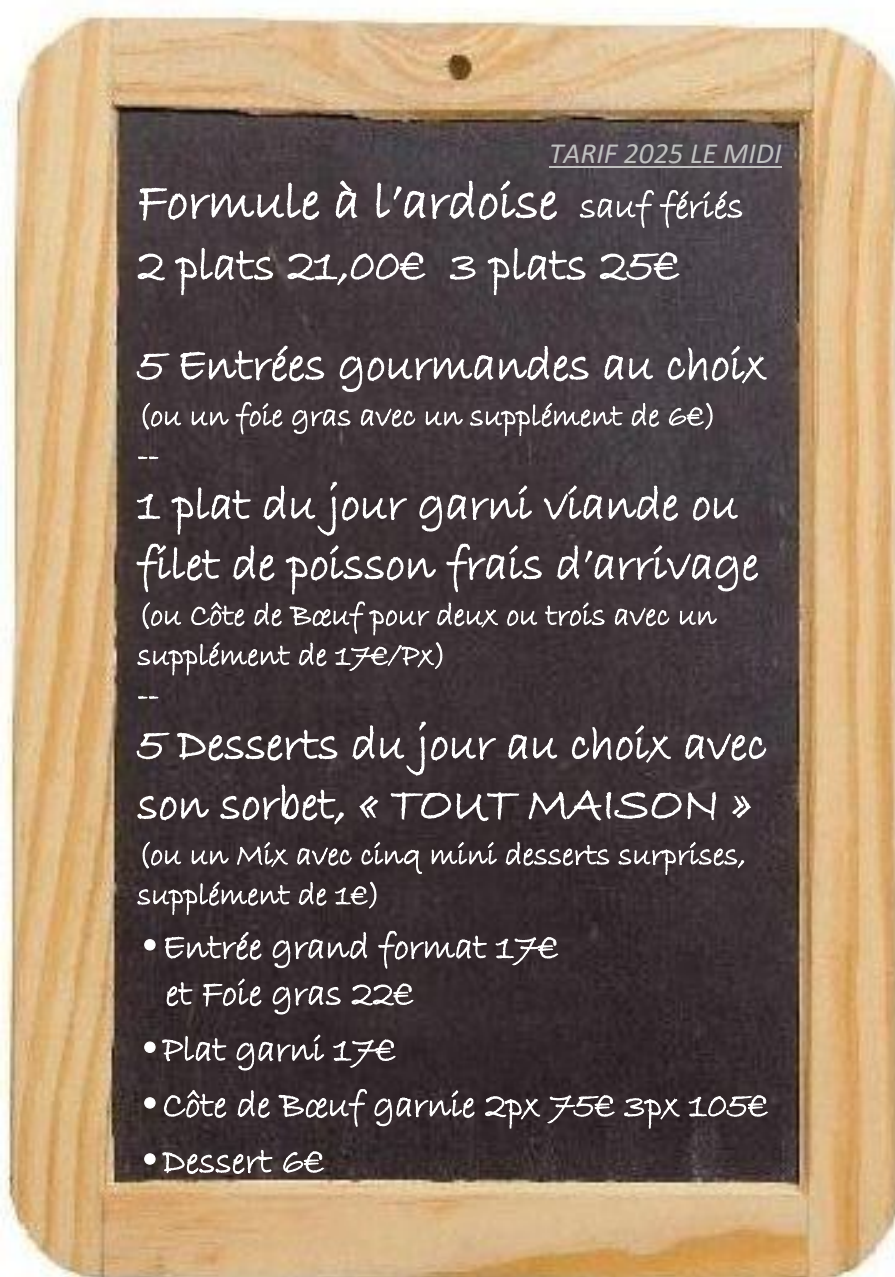 TARIF 2025 LE MIDI
Formule à l'ardoise sauf fériés
2 plats 21,00€ 3 plats 25€
5 Entrées gourmandes au choix
(ou un foie gras avec un supplément de 6€)
--
1 plat du jour garni viande ou
filet de poisson frais d'arrivage
(ou Côte de Bœuf pour deux ou trois avec un
supplément de 17€/Px)
--
5 Desserts du jour au choix avec
son sorbet, « TOUT MAISON »
(ou un Mix avec cinq mini desserts surprises,
supplément de 1€)
• Entrée grand format 17€
et Foie gras 22€
• Plat garni 17€
• Côte de Bœuf garnie 2px 75€ 3px 105€
• Dessert 6€